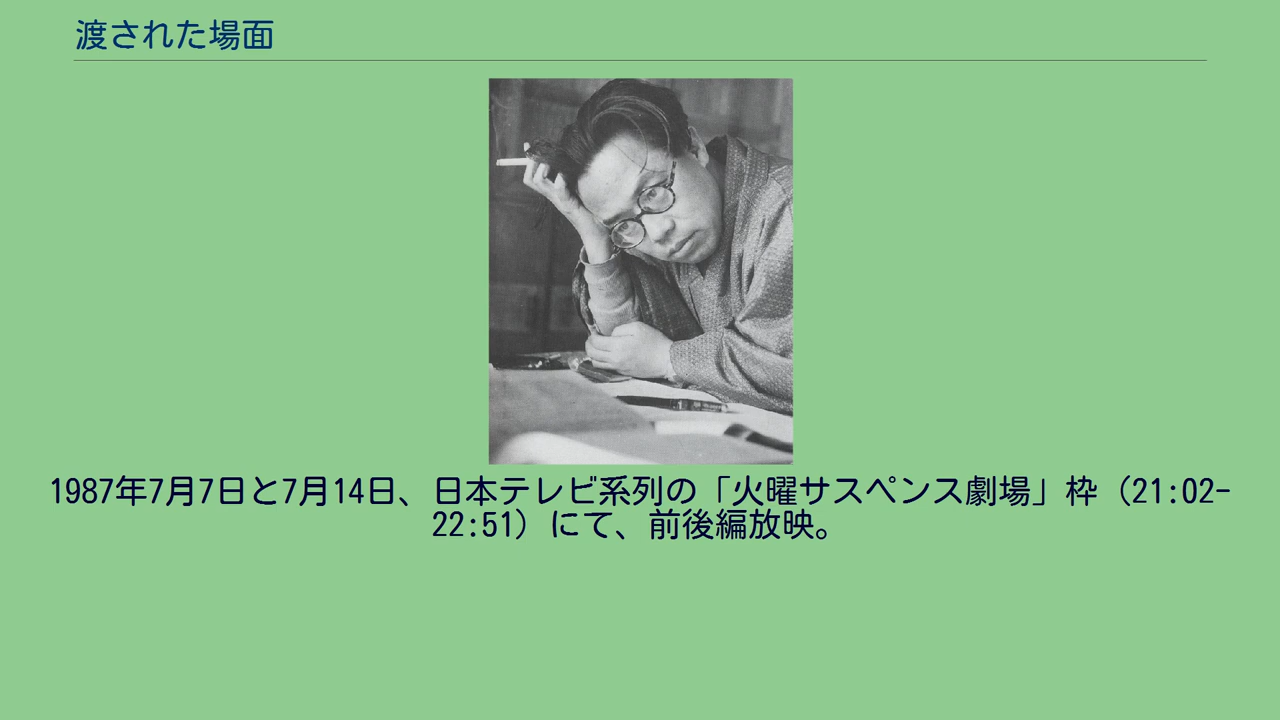 渡された場面
1987年7月7日と7月14日、日本テレビ系列の「火曜サスペンス劇場」枠（21:02-
22:51）にて、前後編放映。